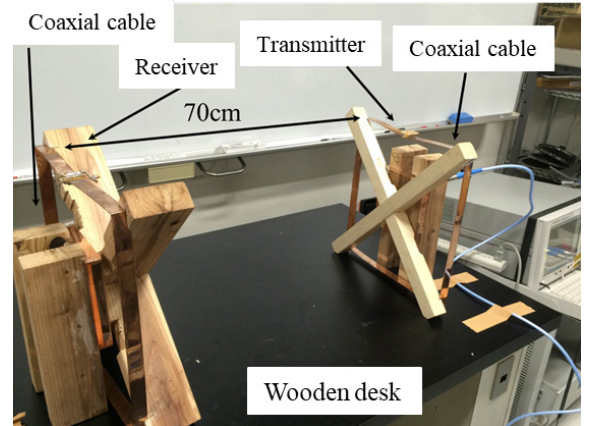 Coaxial cable
Transmitter
Coaxial cable
Receiver
70cm
Wooden desk